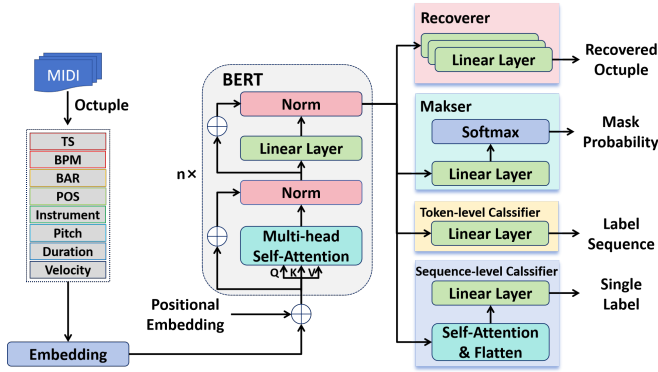 MIDI
Octuple
TS
BPM
BAR
POS
Instrument
Pitch
Duration
Velocity
Embedding
BERT
n×
Norm
Linear Layer
Norm
Multi-head
Self-Attention
Q K V
Positional
Embedding
Recoverer
Linear Layer
Recovered
Octuple
Makser
Softmax
Linear Layer
Mask
Probability
Token-level Calssifier
Linear Layer
Label
Sequence
Sequence-level Calssifier
Linear Layer
Self-Attention
& Flatten
Single
Label